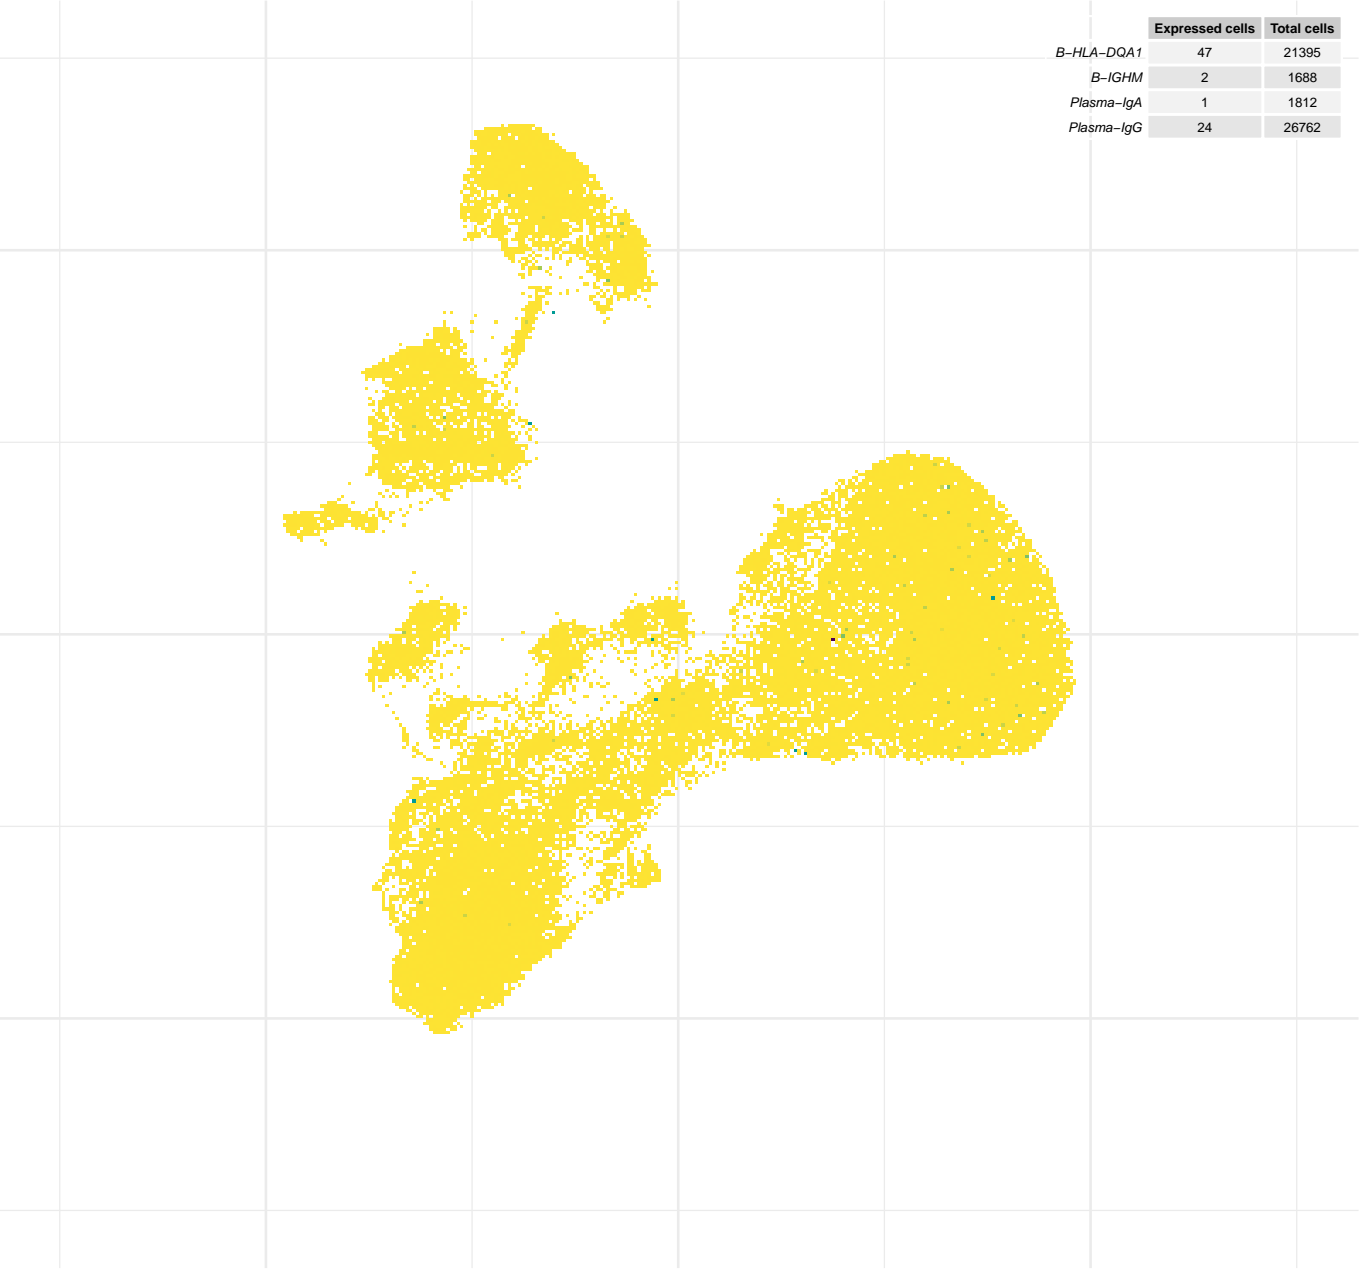 Expressed cells Total cells
B−HLA−DQA1 47 21395
B−IGHM 2 1688
Plasma−IgA 1 1812
Plasma−IgG 24 26762